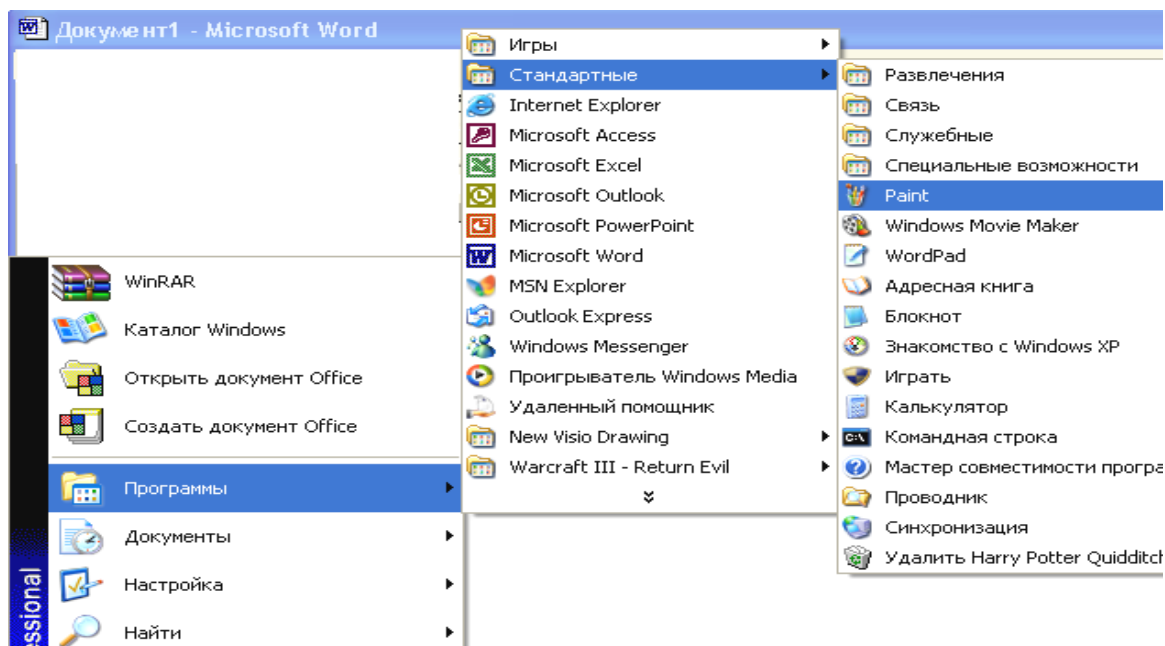 Документ1 - Microsoft Word
Игры
Стандартные
Internet Explorer
Microsoft Access
Microsoft Excel
Microsoft Outlook
Microsoft PowerPoint
Microsoft Word
MSN Explorer
Outlook Express
Windows Messenger
Проигрыватель Windows Media
Удаленный помощник
New Visio Drawing
Warcraft III - Return Evil
Развлечения
Связь
Служебные
Специальные возможности
Paint
Windows Movie Maker
WordPad
Адресная книга
Блокнот
Знакомство с Windows XP
Играть
Калькулятор
Командная строка
Мастер совместимости програ
Проводник
Синхронизация
Удалить Harry Potter Quidditch
WinRAR
Каталог Windows
Открыть документ Office
Создать документ Office
Программы
Документы
Настройка
Найти
essional